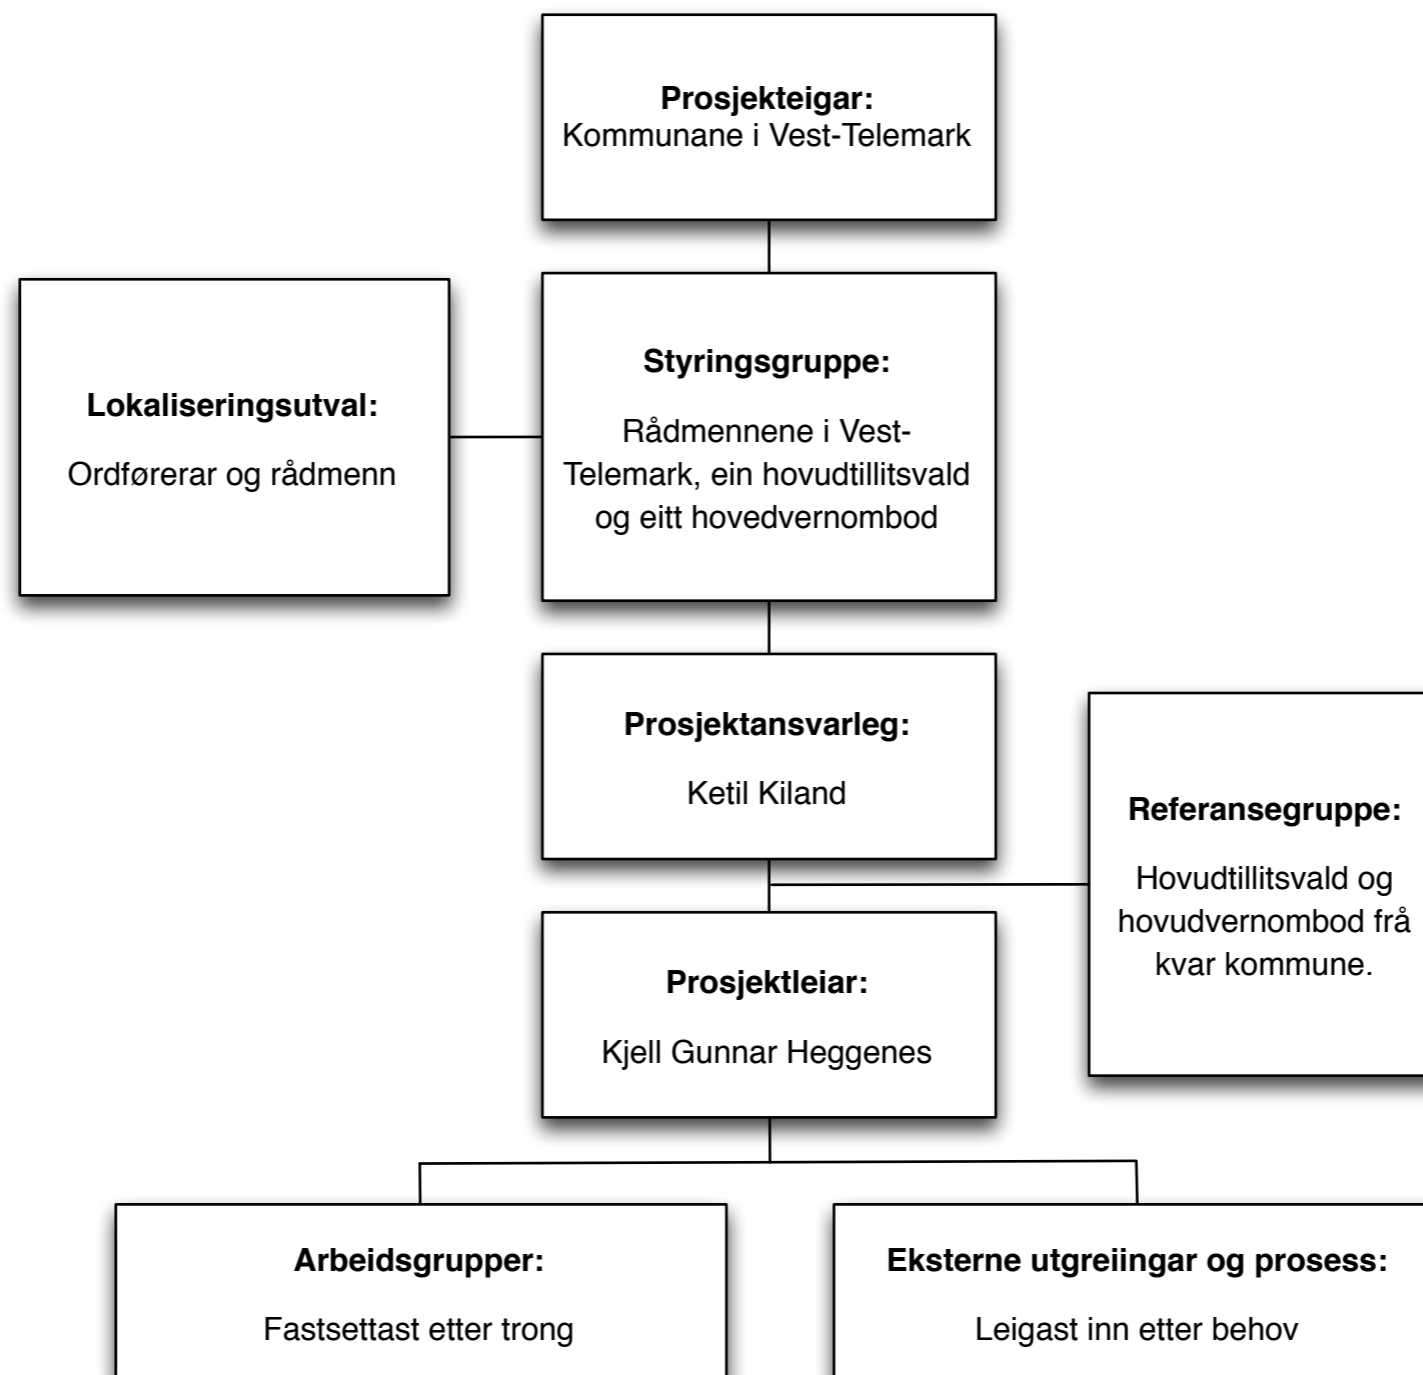 Prosjekteigar:
Kommunane i Vest-Telemark
Lokaliseringsutval:
Ordførerar og rådmenn
Styringsgruppe:
Rådmennene i Vest-
Telemark, ein hovudtillitsvald
og eitt hovedvernombod
Prosjektansvarleg:
Ketil Kiland
Referansegruppe:
Hovudtillitsvald og
hovudvernombod frå
kvar kommune.
Prosjektleiar:
Kjell Gunnar Heggenes
Arbeidsgrupper:
Fastsettast etter trong
Eksterne utgreiingar og prosess:
Leigast inn etter behov